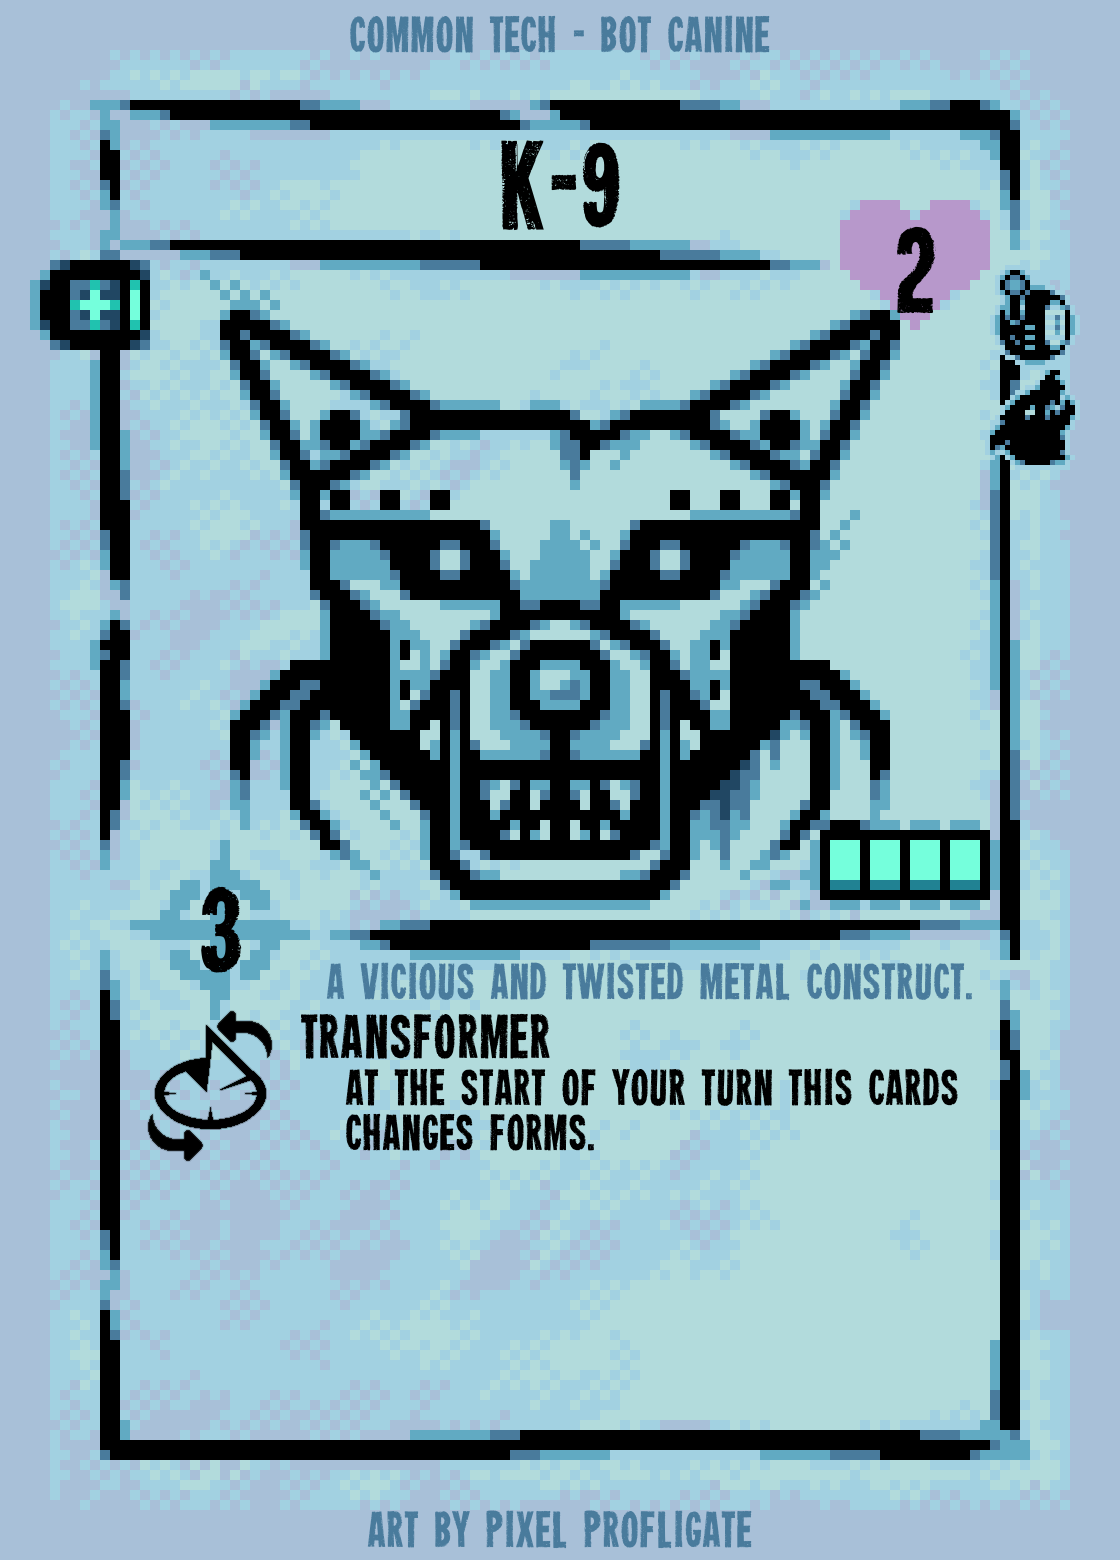 COMMON TECH - BOT CANINE
K-9
2
3
A VICIOUS AND TWISTED METAL CONSTRUCT.
TRANSFORMER
AT THE START OF YOUR TURN THIS CARDS
CHANGES FORMS.
ART BY PIXEL PROFLIGATE